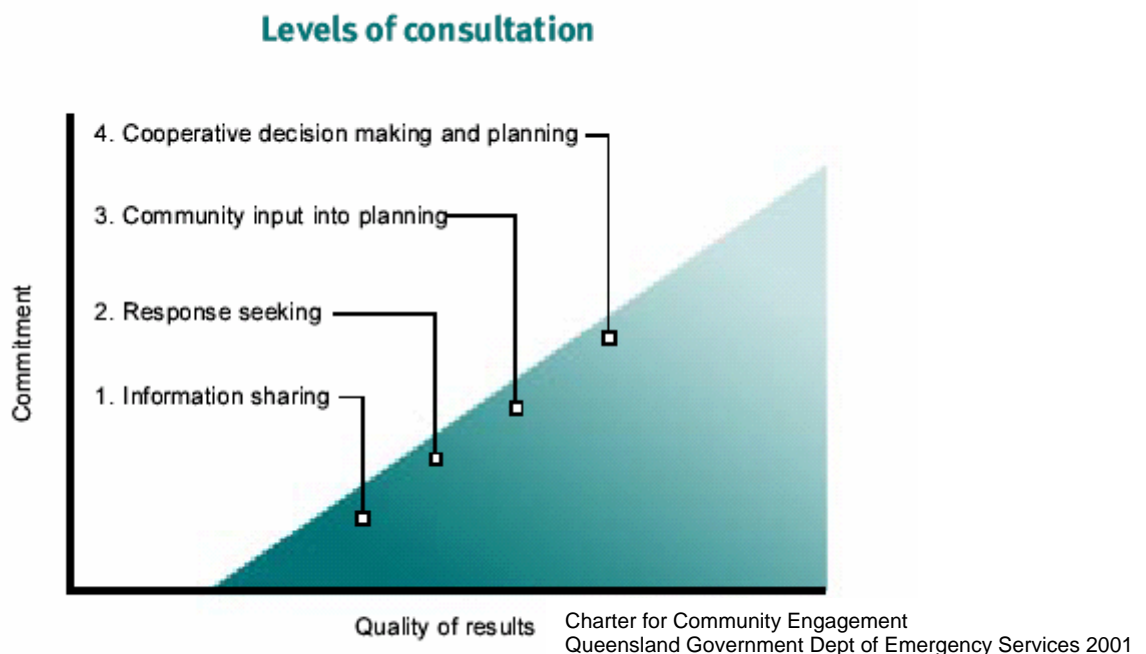 Levels of consultation
4. Cooperative decision making and planning
3. Community input into planning
2. Response seeking
1. Information sharing
Commitment
Quality of results
Charter for Community Engagement
Queensland Government Dept of Emergency Services 2001